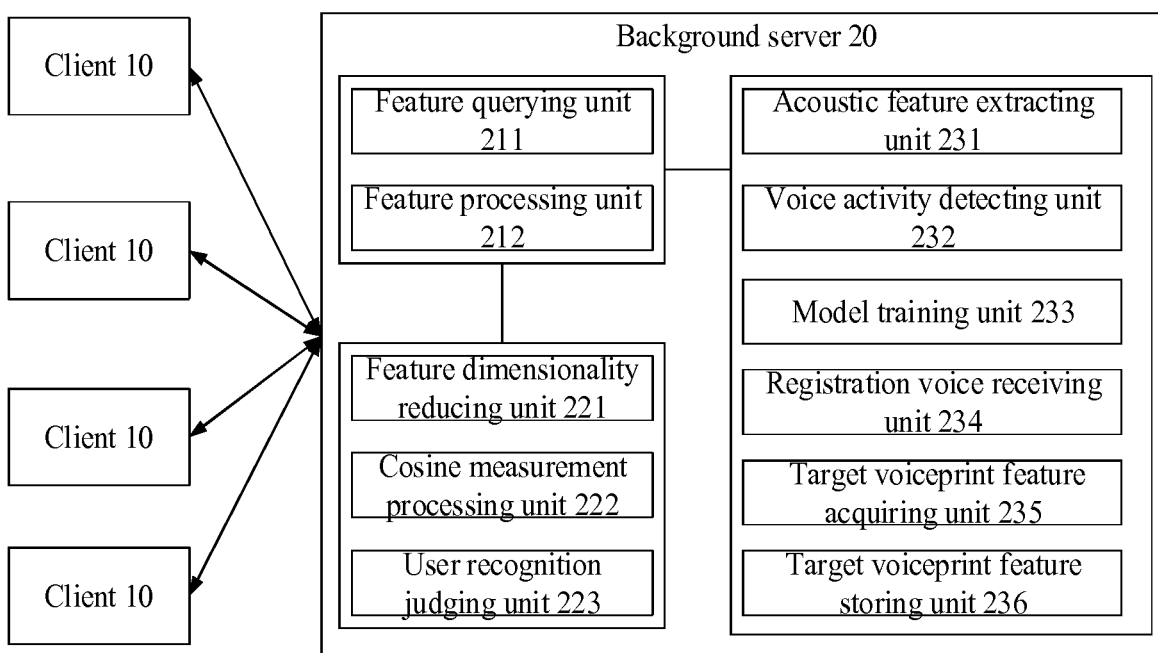 Client 10
Client 10
Client 10
Client 10
Background server 20
Feature querying unit
211
Feature processing unit
212
Feature dimensionality
reducing unit 221
Cosine measurement
processing unit 222
User recognition
judging unit 223
Acoustic feature extracting
unit 231
Voice activity detecting unit
232
Model training unit 233
Registration voice receiving
unit 234
Target voiceprint feature
acquiring unit 235
Target voiceprint feature
storing unit 236